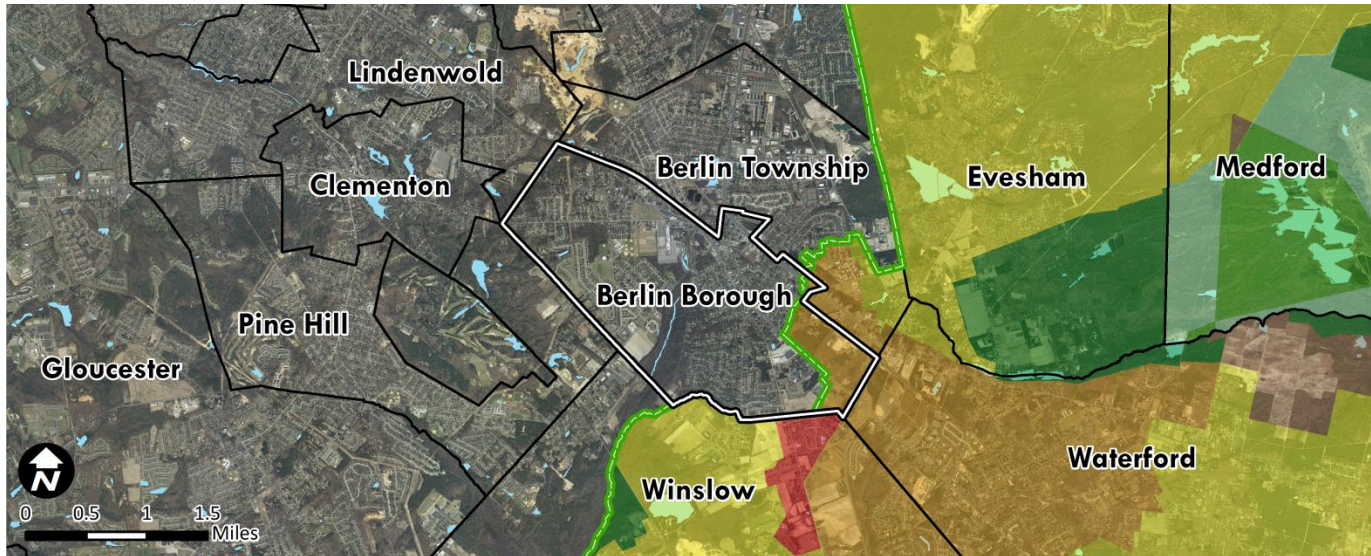 Lindenwold
Berlin Township
Evesham
Medford
Clementon
Berlin Borough
Pine Hill
Gloucester
Winslow
Waterford
N
0 0.5 1 1.5
Miles